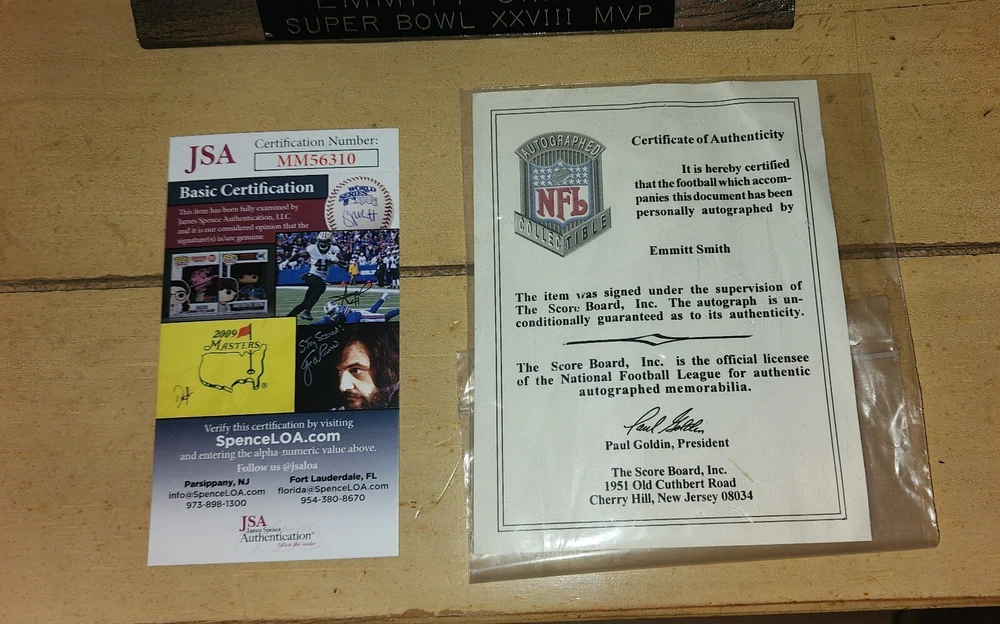 EMMITT SMITH
SUPER BOWL XXVIII MVP
JSA
Certification Number:
MM56310
Basic Certification
This item has been fully examined by
James Spence Authentication, LLC
and it is our considered opinion that the
signature(s) is/are genuine.
WORLD
SERIES
2009
MASTERS
Stay Scared!
Verify this certification by visiting
SpenceLOA.com
and entering the alpha-numeric value above.
Follow us @jsaloa
Parsippany, NJ
info@SpenceLOA.com
973-898-1300
Fort Lauderdale, FL
florida@SpenceLOA.com
954-380-8670
JSA
James Spence
Authentication
AUTOGRAPHED
NFL
COLLECTIBLE
Certificate of Authenticity
It is hereby certified
that the football which accom-
panies this document has been
personally autographed by
Emmitt Smith
The item was signed under the supervision of
The Score Board, Inc. The autograph is un-
conditionally guaranteed as to its authenticity.
The Score Board, Inc. is the official licensee
of the National Football League for authentic
autographed memorabilia.
Paul Goldin
Paul Goldin, President
The Score Board, Inc.
1951 Old Cuthbert Road
Cherry Hill, New Jersey 08034